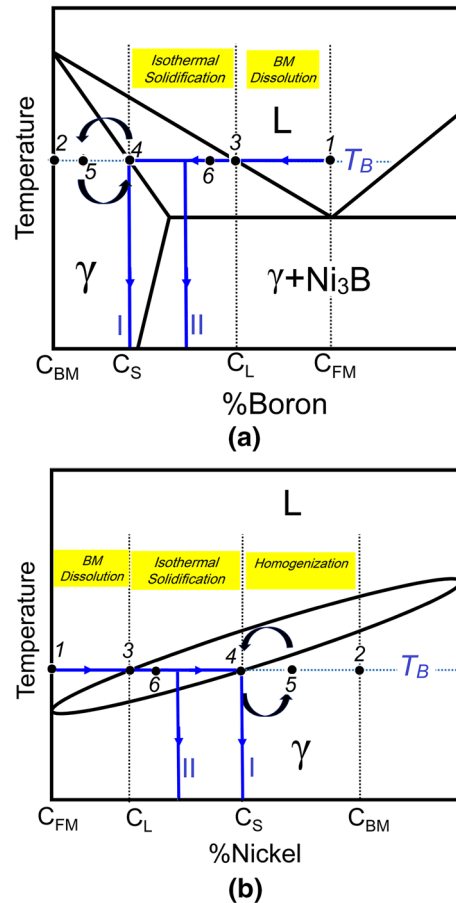 Isothermal
Solidification
BM
Dissolution
L
1
2
4
3
T_B
5
6
Temperature
γ
γ+Ni₃B
I
II
C_BM
C_S
C_L
C_FM
%Boron
(a)
L
BM
Dissolution
Isothermal
Solidification
Homogenization
Temperature
1
3
4
2
6
5
T_B
II
I
γ
C_FM
C_L
C_S
C_BM
%Nickel
(b)